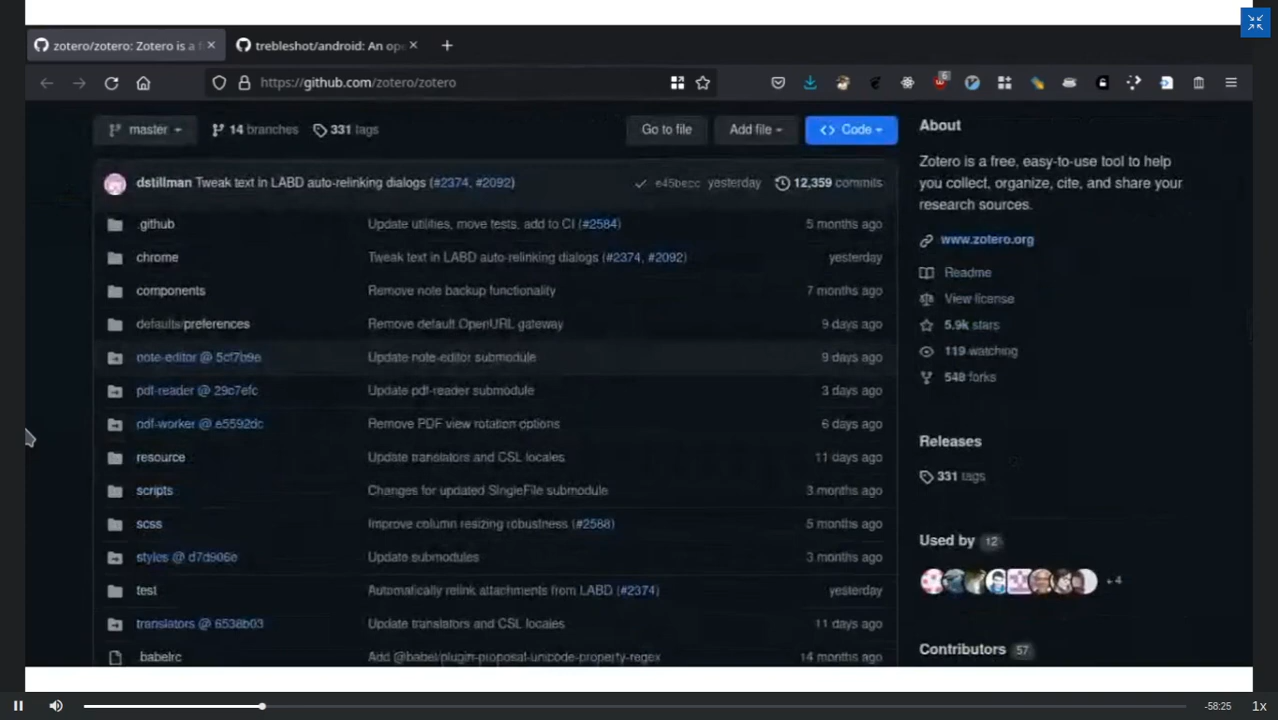 zotero/zotero: Zotero is a f
trebleshot/android: An ope
https://github.com/zotero/zotero
6
master
14 branches
331 tags
Go to file
Add file
Code
dstillman Tweak text in LABD auto-relinking dialogs (#2374, #2092)
yesterday
12,359 commits
.github
Update utilities, move tests, add to CI (#2584)
5 months ago
chrome
Tweak text in LABD auto-relinking dialogs (#2374, #2092)
yesterday
components
Remove note backup functionality
7 months ago
defaults/preferences
Remove default OpenURL gateway
9 days ago
note-editor @ 5cf7b9e
Update note-editor submodule
9 days ago
pdf-reader @ 29c7efc
Update pdf-reader submodule
3 days ago
pdf-worker @ e5592dc
Remove PDF view rotation options
6 days ago
resource
Update translators and CSL locales
11 days ago
scripts
Changes for updated SingleFile submodule
3 months ago
scss
Improve column resizing robustness (#2568)
5 months ago
styles @ d7d906e
Update submodules
3 months ago
test
Automatically relink attachments from LABD (#2374)
yesterday
translators @ 6538b03
Update translators and CSL locales
11 days ago
.babelrc
Add @babel/plugin-proposal-unicode-property-regex
14 months ago
About
Zotero is a free, easy-to-use tool to help
you collect, organize, cite, and share your
research sources.
www.zotero.org
Readme
View license
5.9k stars
119 watching
548 forks
Releases
331 tags
Used by 12
+ 4
Contributors 57
-58:25
1x